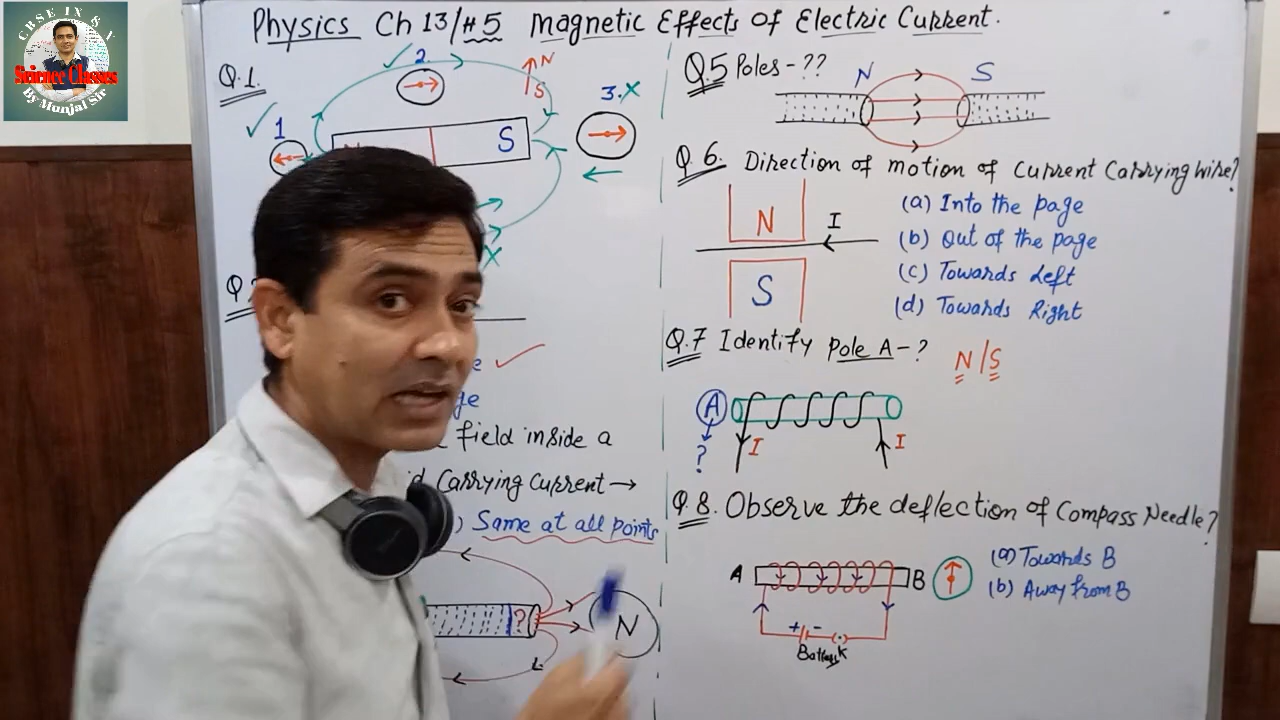 CBSE IX & X
Science Classes
By Munjal Sir
Physics Ch 13/#5 Magnetic Effects of Electric Current.
Q.1.
2.
N
S
3.
1
S
field inside a
Carrying Current →
Same at all points
?
N
Q.5 Poles - ??
N S
Q.6. Direction of motion of Current Carrying wire?
N
I
S
(a) Into the page
(b) Out of the page
(c) Towards Left
(d) Towards Right
Q.7 Identify Pole A - ?
N/S
A
?
I
I
Q.8. Observe the deflection of Compass Needle?
A B
(a) Towards B
(b) Away from B
+ -
K
Battery